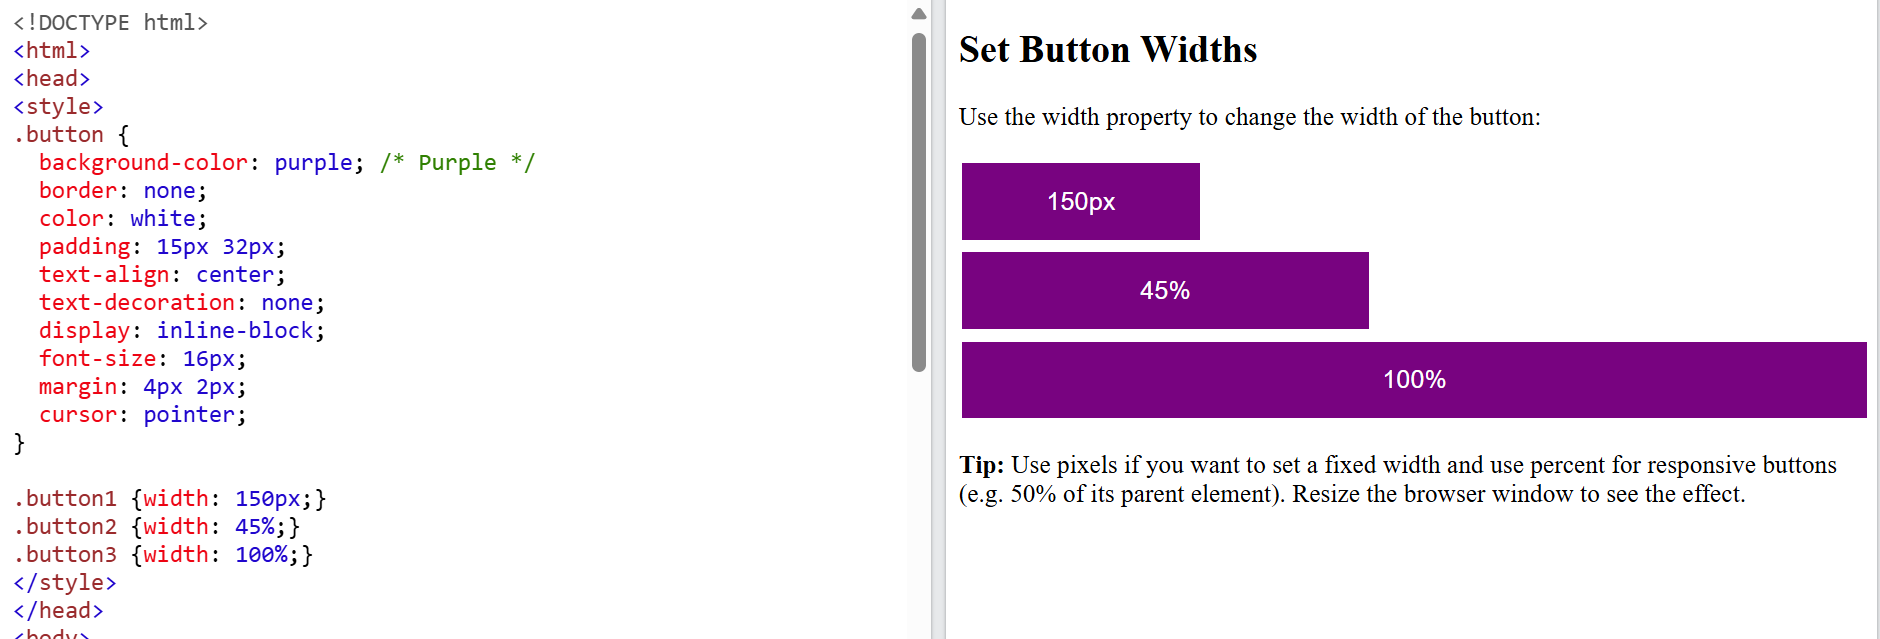 <!DOCTYPE html>
<html>
<head>
<style>
.button {
  background-color: purple; /* Purple */
  border: none;
  color: white;
  padding: 15px 32px;
  text-align: center;
  text-decoration: none;
  display: inline-block;
  font-size: 16px;
  margin: 4px 2px;
  cursor: pointer;
}

.button1 {width: 150px;}
.button2 {width: 45%;}
.button3 {width: 100%;}
</style>
</head>
<body>
Set Button Widths
Use the width property to change the width of the button:
150px
45%
100%
Tip: Use pixels if you want to set a fixed width and use percent for responsive buttons
(e.g. 50% of its parent element). Resize the browser window to see the effect.